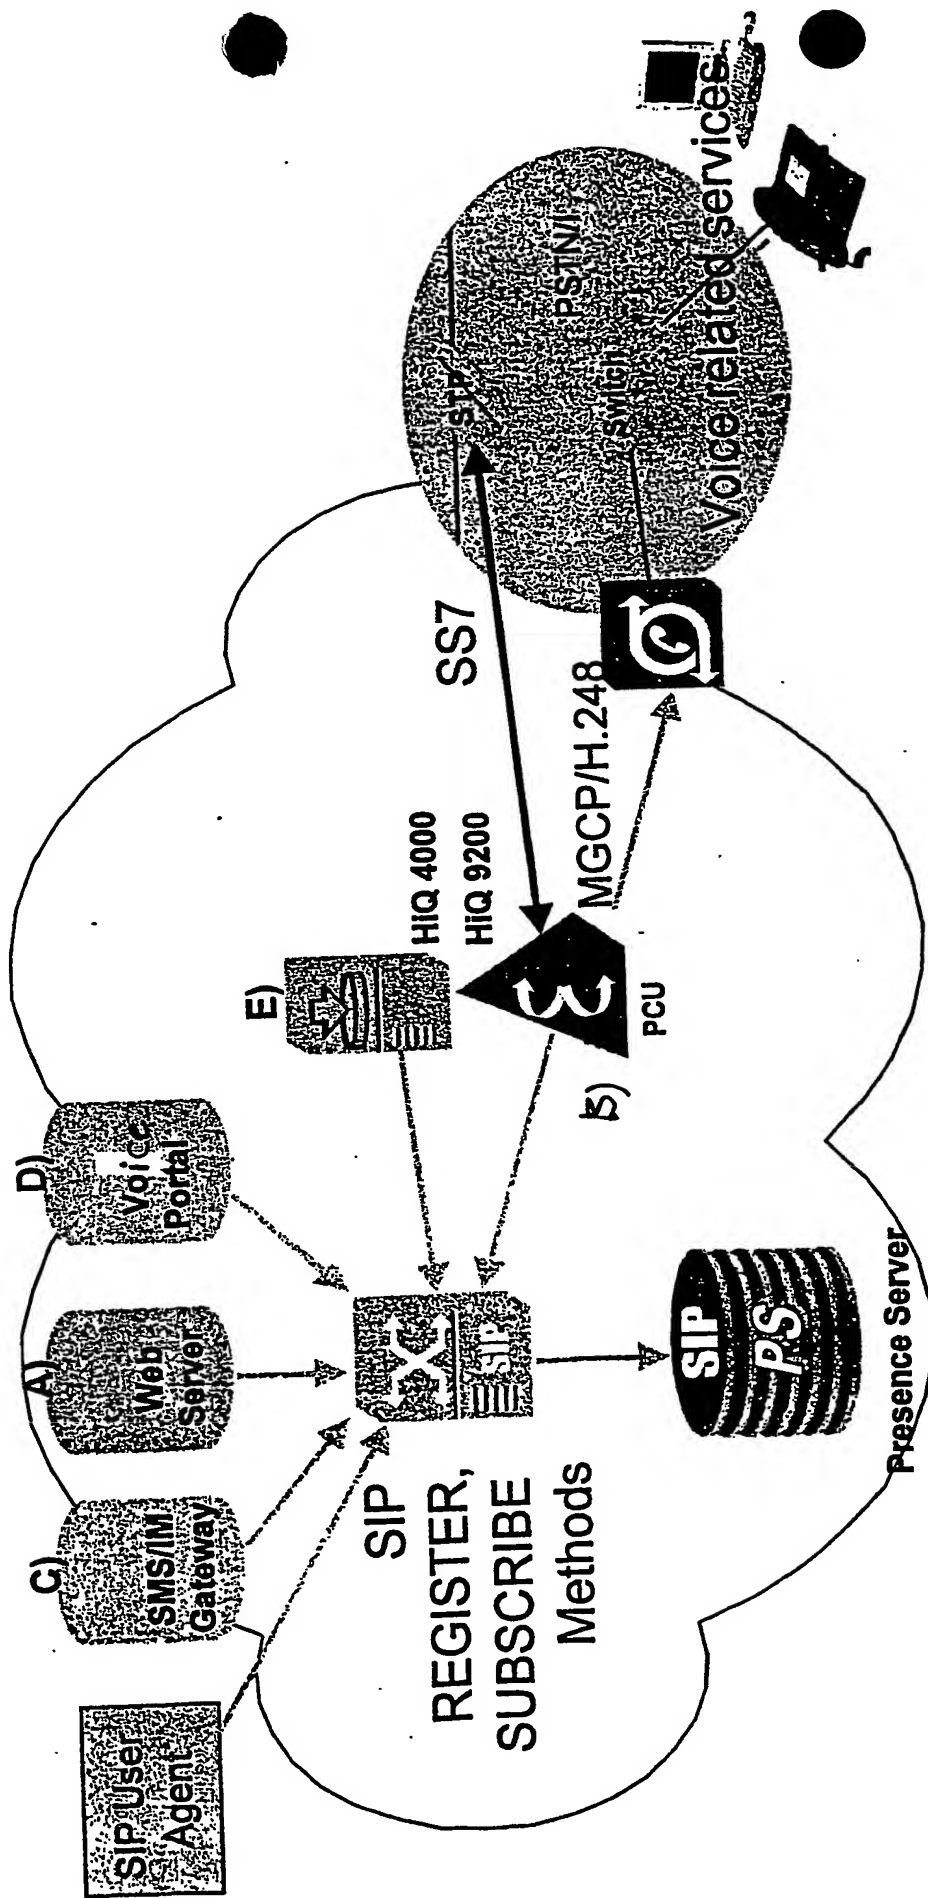 SIP User
Agent
C)
SMS/IM
Gateway
A)
Web
Server
D)
Voice
Portal
E)
HiQ 4000
HiQ 9200
SS7
STP
PSTN/I
Switch
Voice related services
SIP
REGISTER,
SUBSCRIBE
Methods
SIP
B)
PCU
MGCP/H.248
SIP
PS
Presence Server